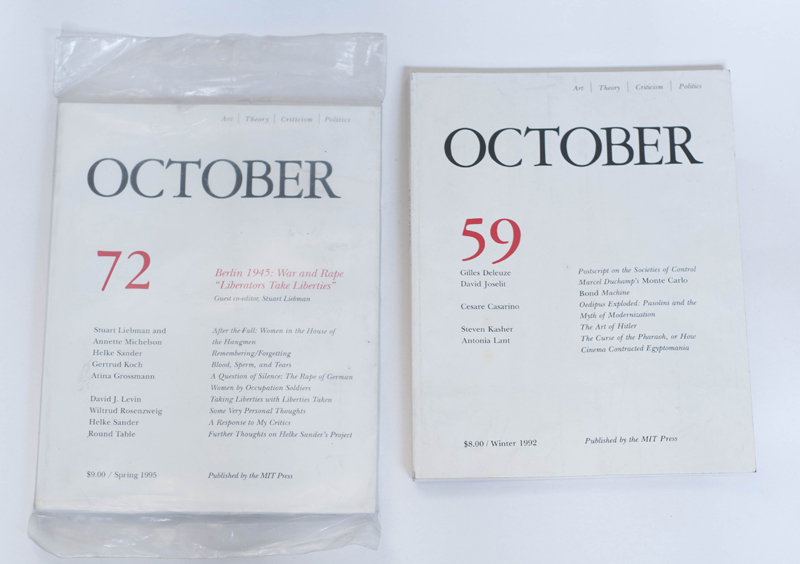 Art | Theory | Criticism | Politics
OCTOBER
72
Berlin 1945: War and Rape
"Liberators Take Liberties"
Guest co-editor, Stuart Liebman
Stuart Liebman and After the Fall: Women in the House of
Annette Michelson the Hangmen
Helke Sander Remembering/Forgetting
Gertrud Koch Blood, Sperm, and Tears
Atina Grossmann A Question of Silence: The Rape of German
Women by Occupation Soldiers
David J. Levin Taking Liberties with Liberties Taken
Wiltrud Rosenzweig Some Very Personal Thoughts
Helke Sander A Response to My Critics
Round Table Further Thoughts on Helke Sander's Project
$9.00 / Spring 1995 Published by the MIT Press
Art | Theory | Criticism | Politics
OCTOBER
59
Gilles Deleuze Postscript on the Societies of Control
David Joselit Marcel Duchamp's Monte Carlo
Bond Machine
Cesare Casarino Oedipus Exploded: Pasolini and the
Myth of Modernization
Steven Kasher The Art of Hitler
Antonia Lant The Curse of the Pharaoh, or How
Cinema Contracted Egyptomania
$8.00 / Winter 1992 Published by the MIT Press